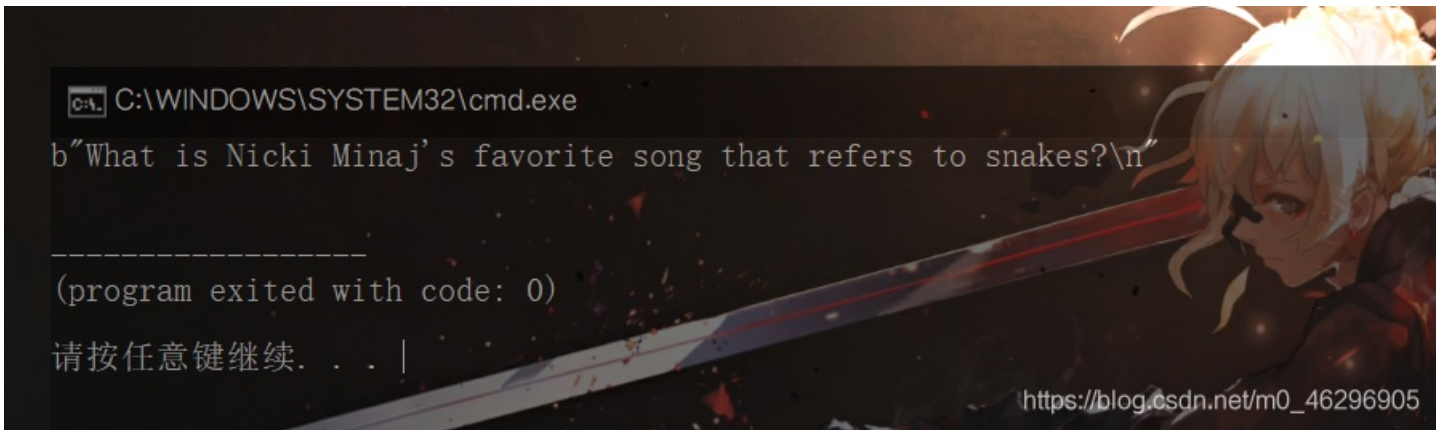 C:\WINDOWS\SYSTEM32\cmd.exe
b"What is Nicki Minaj's favorite song that refers to snakes?\n"
------------------
(program exited with code: 0)
请按任意键继续. . .
https://blog.csdn.net/m0_46296905